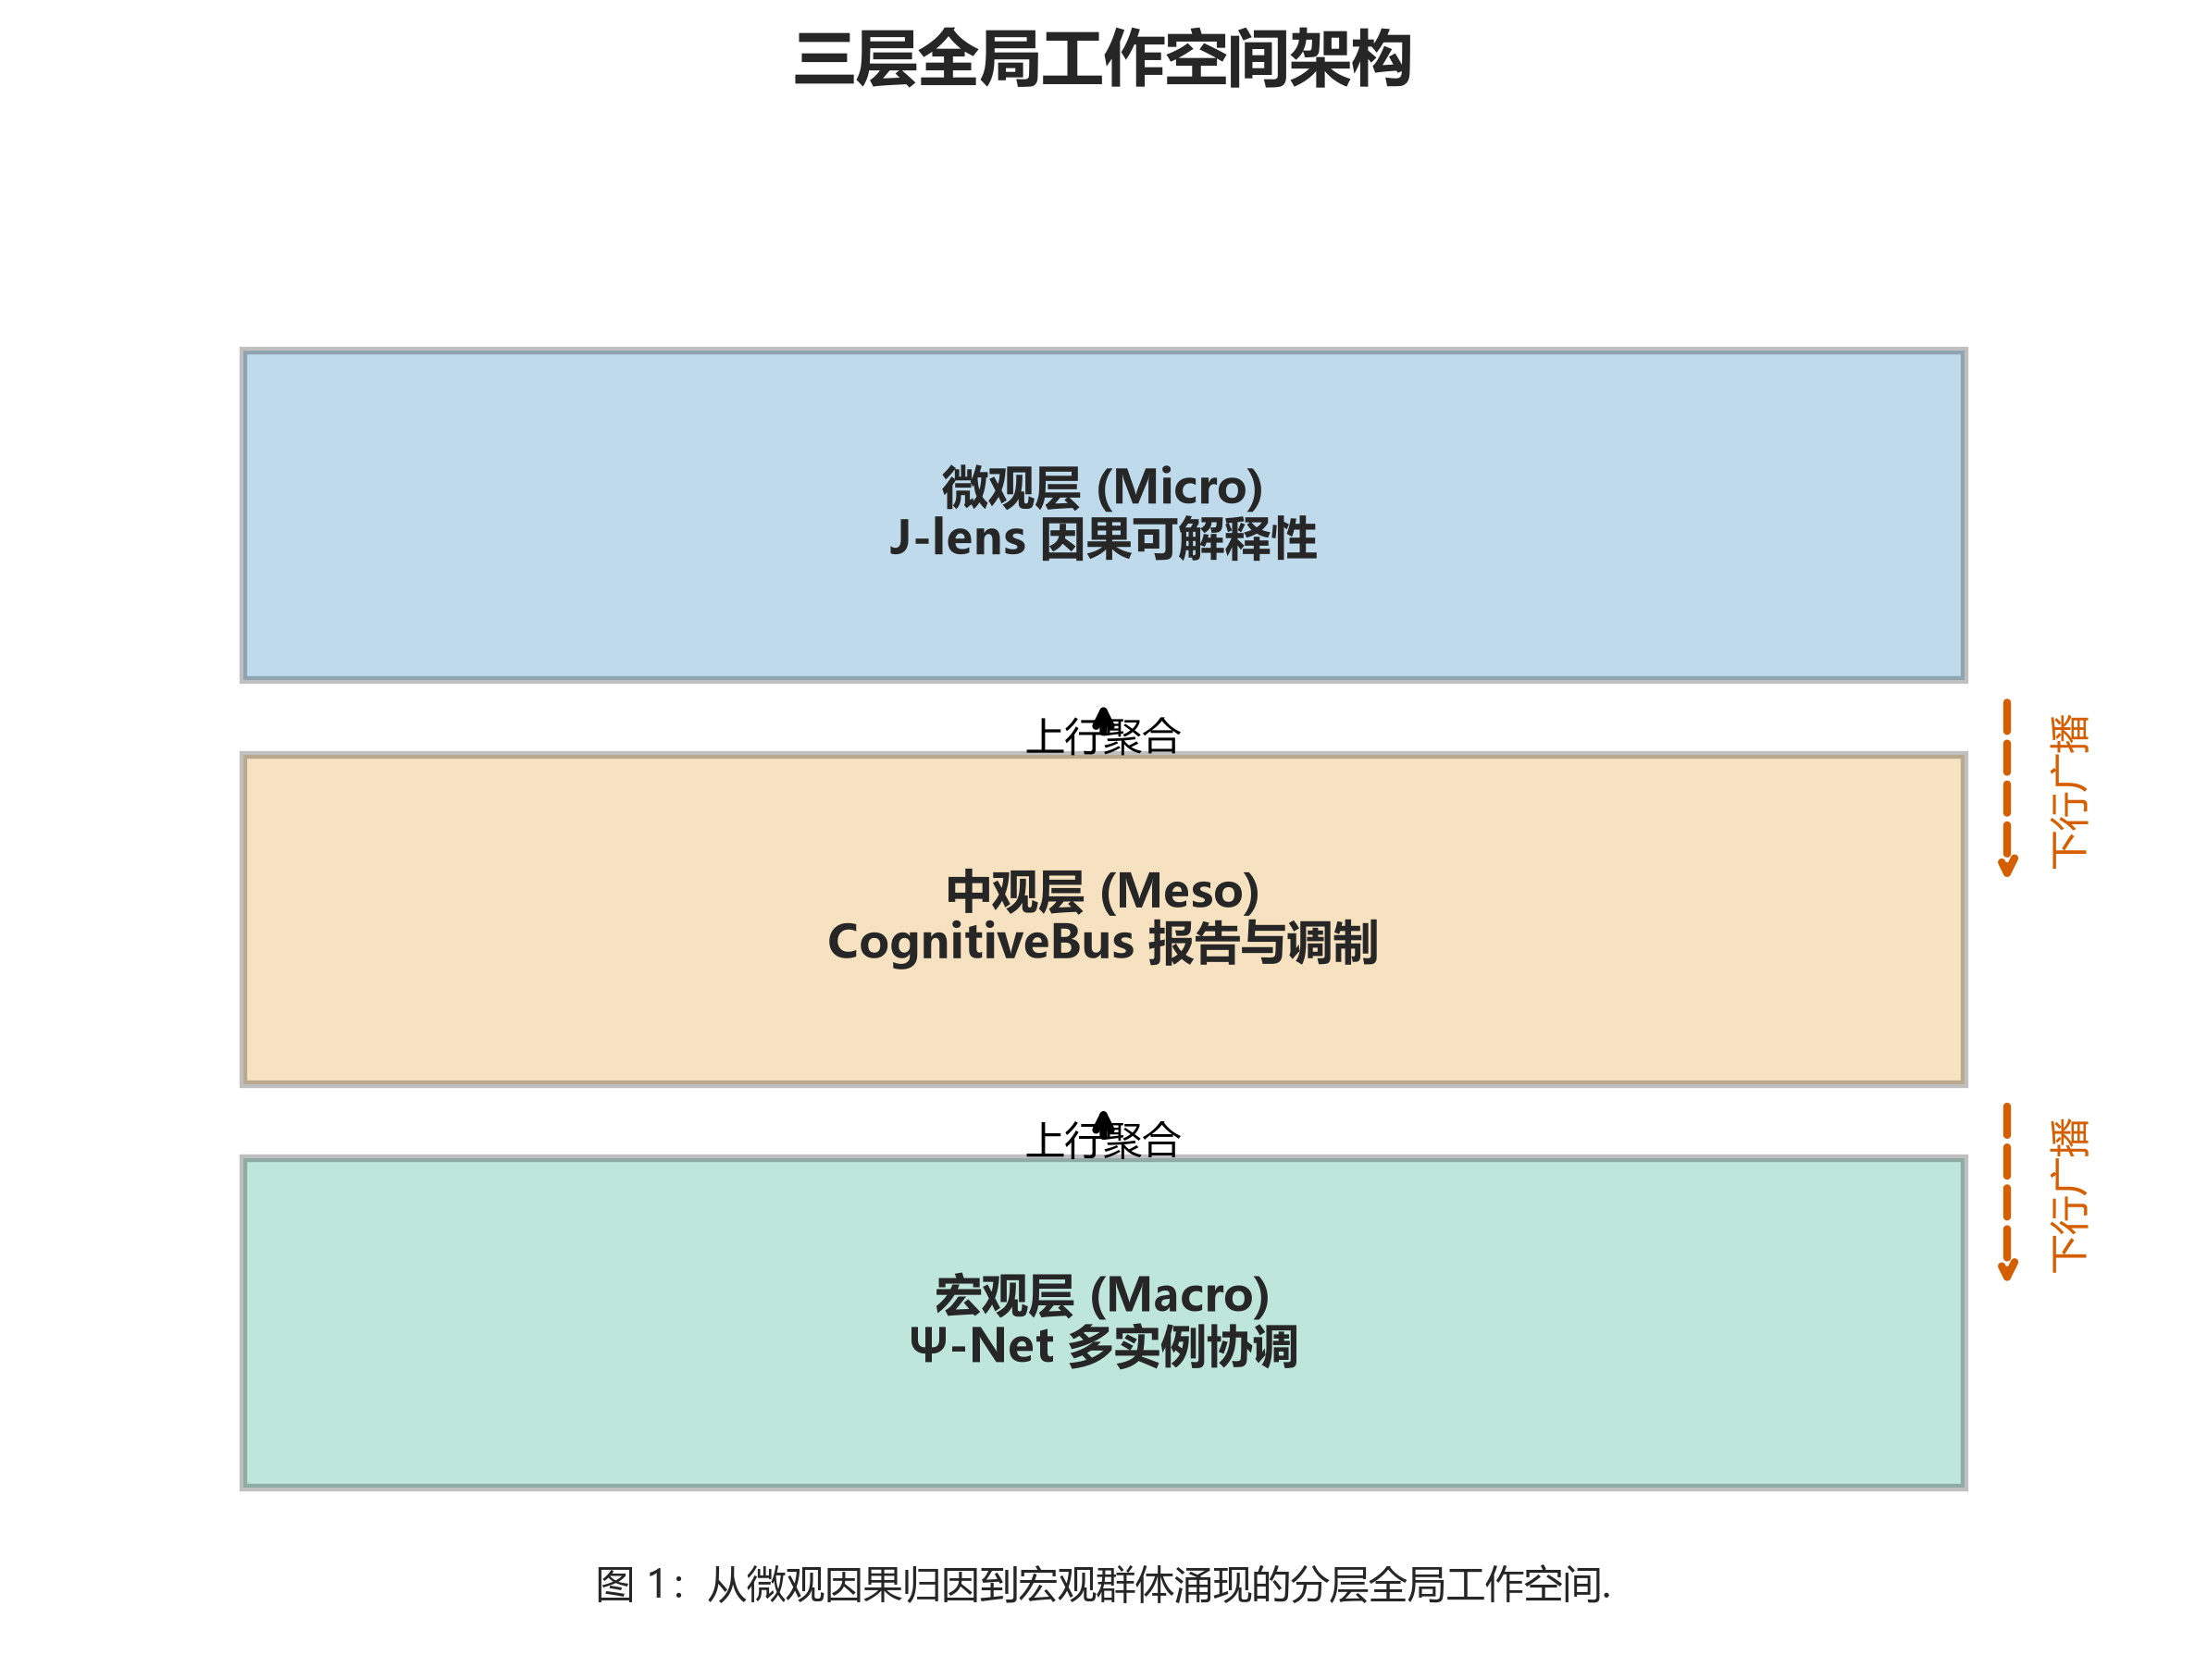 三层全局工作空间架构
微观层 (Micro)
J-lens 因果可解释性
上行聚合
下行广播
中观层 (Meso)
CognitiveBus 报告与调制
上行聚合
下行广播
宏观层 (Macro)
Ψ-Net 多实例协调
图 1：从微观因果归因到宏观群体涌现的分层全局工作空间.